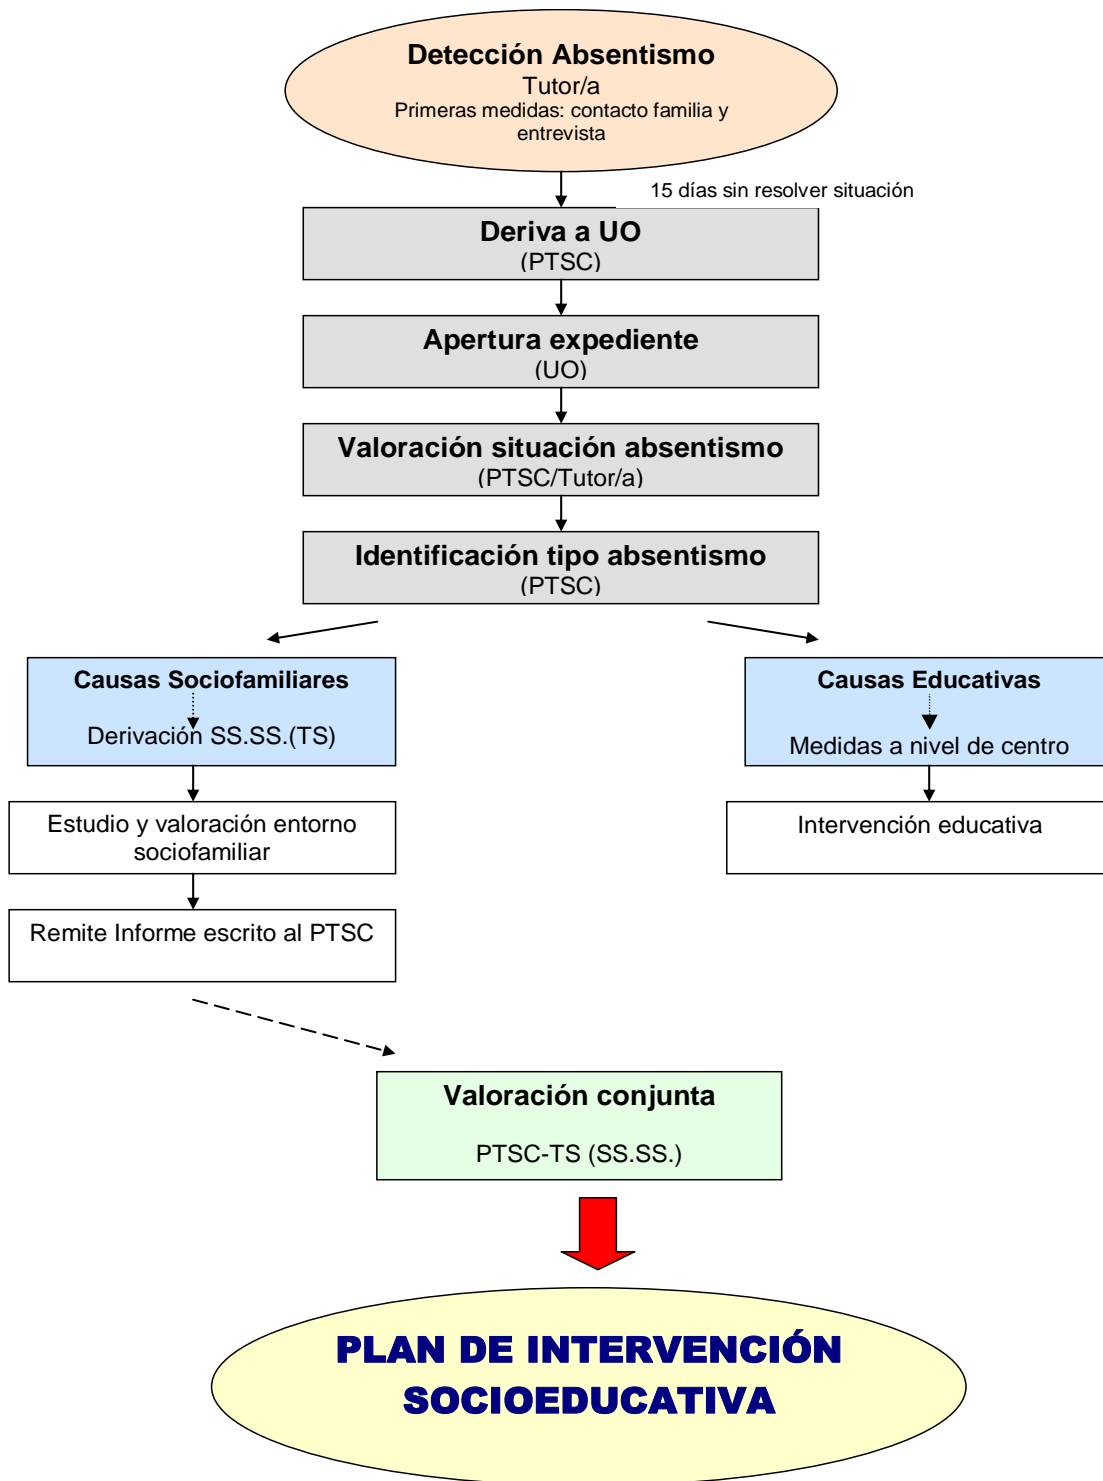 Detección Absentismo
Tutor/a
Primeras medidas: contacto familia y
entrevista
15 días sin resolver situación
Deriva a UO
(PTSC)
Apertura expediente
(UO)
Valoración situación absentismo
(PTSC/Tutor/a)
Identificación tipo absentismo
(PTSC)
Causas Sociofamiliares
Derivación SS.SS.(TS)
Causas Educativas
Medidas a nivel de centro
Estudio y valoración entorno
sociofamiliar
Intervención educativa
Remite Informe escrito al PTSC
Valoración conjunta
PTSC-TS (SS.SS.)
PLAN DE INTERVENCIÓN
SOCIOEDUCATIVA